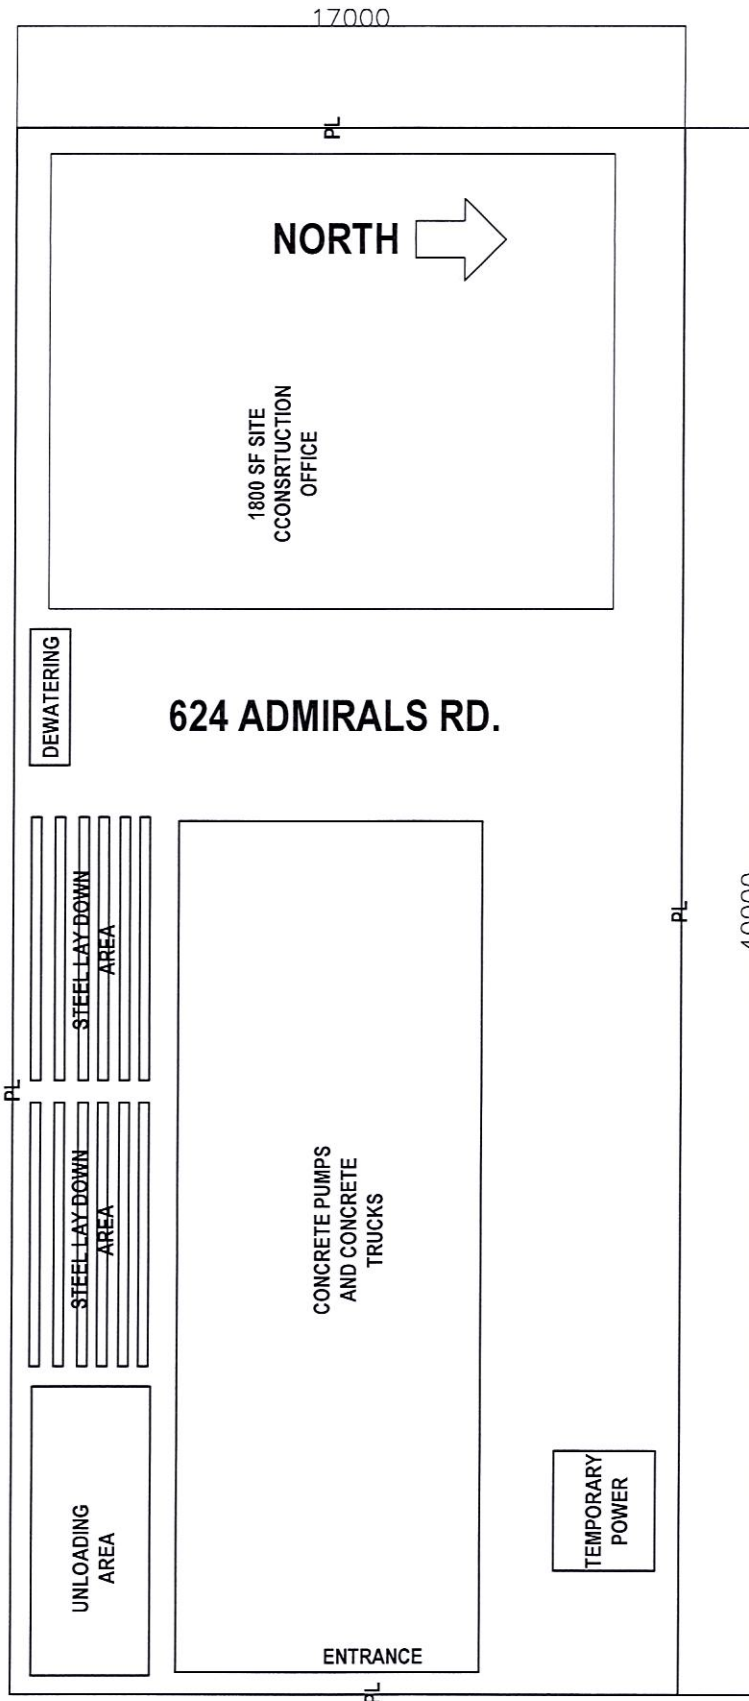 17000
PL
NORTH
1800 SF SITE
CCONSRTUCTION
OFFICE
DEWATERING
624 ADMIRALS RD.
STEEL LAY DOWN
AREA
PL
40000
PL
STEEL LAY DOWN
AREA
CONCRETE PUMPS
AND CONCRETE
TRUCKS
UNLOADING
AREA
TEMPORARY
POWER
ENTRANCE
PL